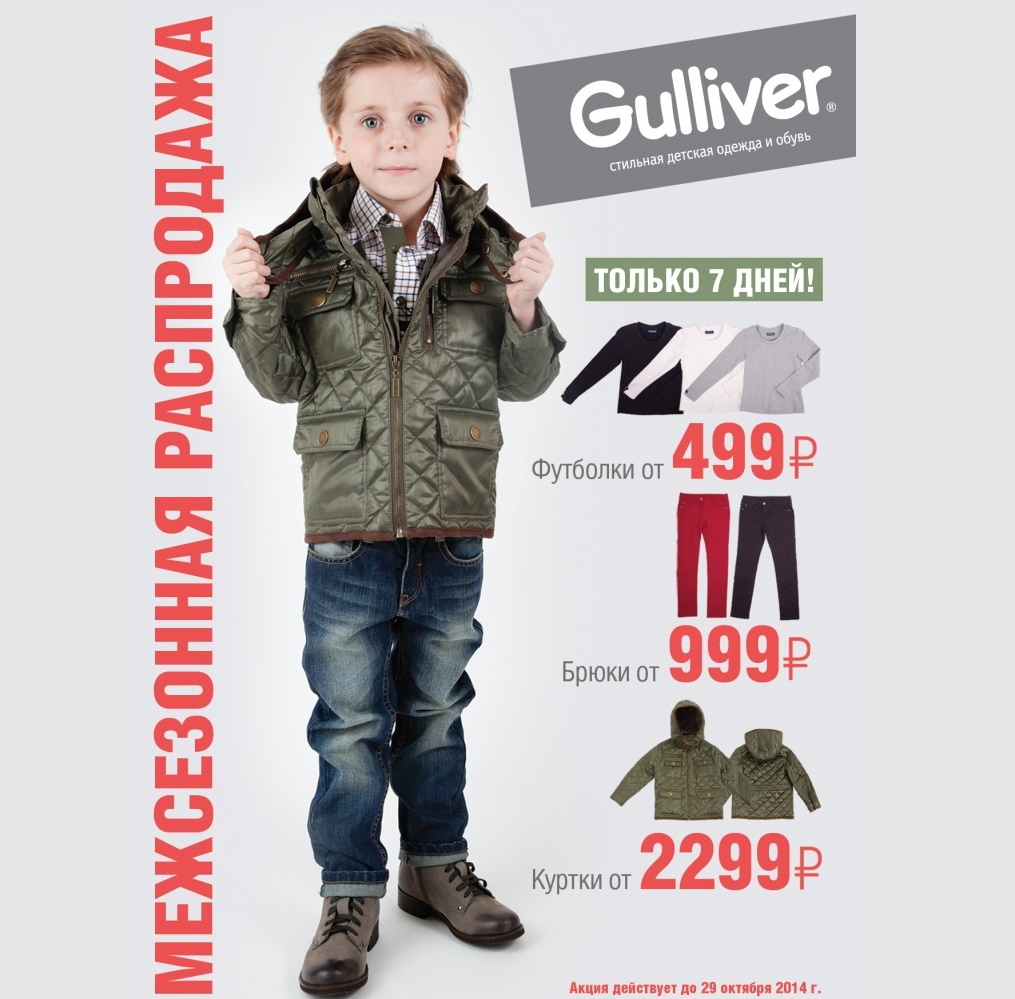 МЕЖСЕЗОННАЯ РАСПРОДАЖА
Gulliver®
стильная детская одежда и обувь
ТОЛЬКО 7 ДНЕЙ!
Футболки от 499₽
Брюки от 999₽
Куртки от 2299₽
Акция действует до 29 октября 2014 г.